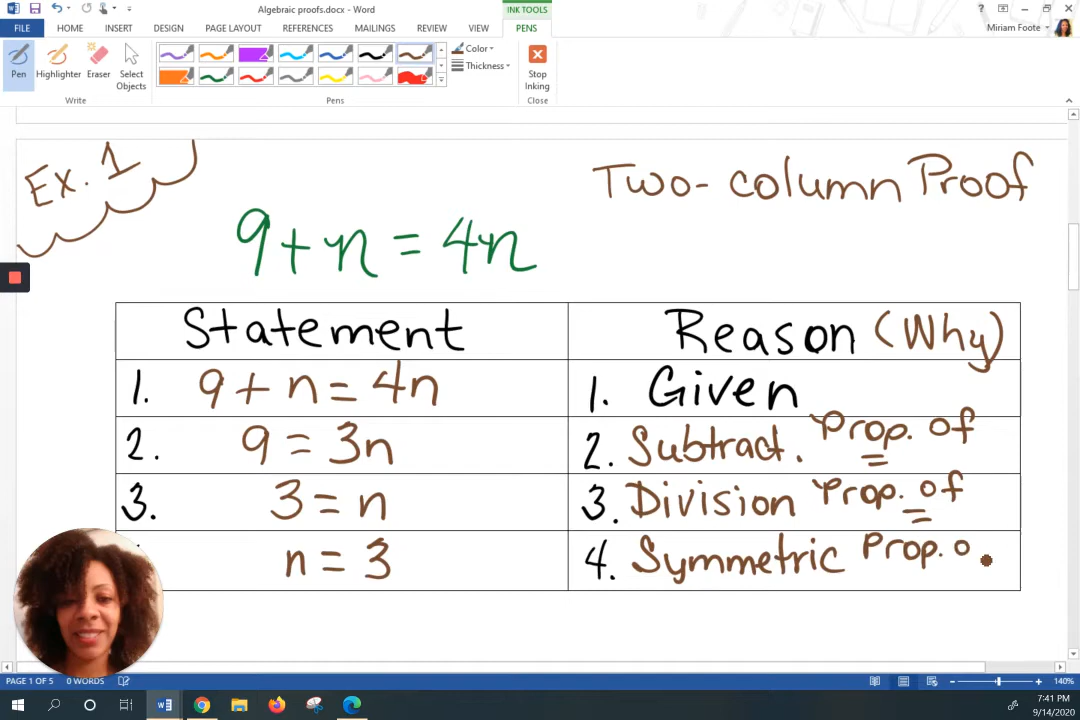 Algebraic proofs.docx - Word
INK TOOLS
FILE HOME INSERT DESIGN PAGE LAYOUT REFERENCES MAILINGS REVIEW VIEW PENS
Miriam Foote
Pen Highlighter Eraser Select Objects
Color
Thickness
Stop Inking
Write Pens Close
Ex. 1
Two-column Proof
9+n=4n
Statement Reason (Why)
1. 9+n=4n 1. Given
2. 9=3n 2. Subtract. Prop. of =
3. 3=n 3. Division Prop. of =
n=3 4. Symmetric Prop. o
PAGE 1 OF 5 0 WORDS 140%
7:41 PM
9/14/2020